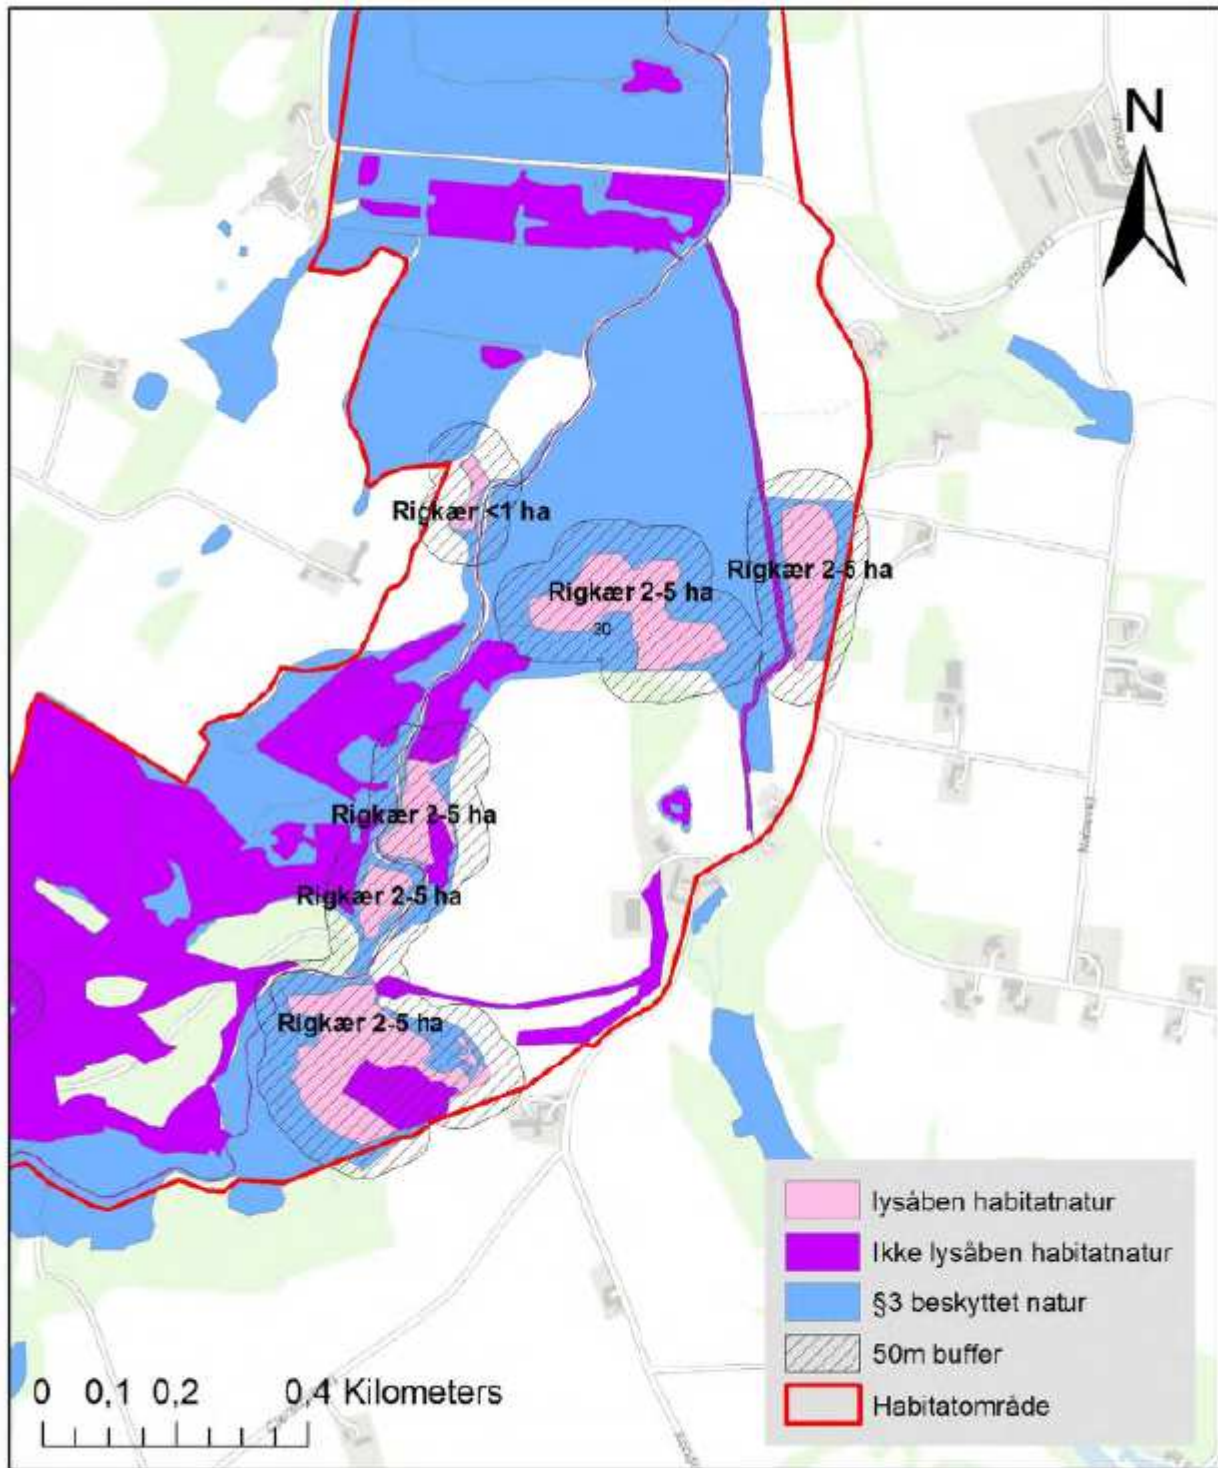 N
Rigkær <1 ha
Rigkær 2-5 ha
Rigkær 2-5 ha
30
Rigkær 2-5 ha
Rigkær 2-5 ha
Rigkær 2-5 ha
lysåben habitatnatur
Ikke lysåben habitatnatur
§3 beskyttet natur
50m buffer
Habitatområde
0 0,1 0,2 0,4 Kilometers